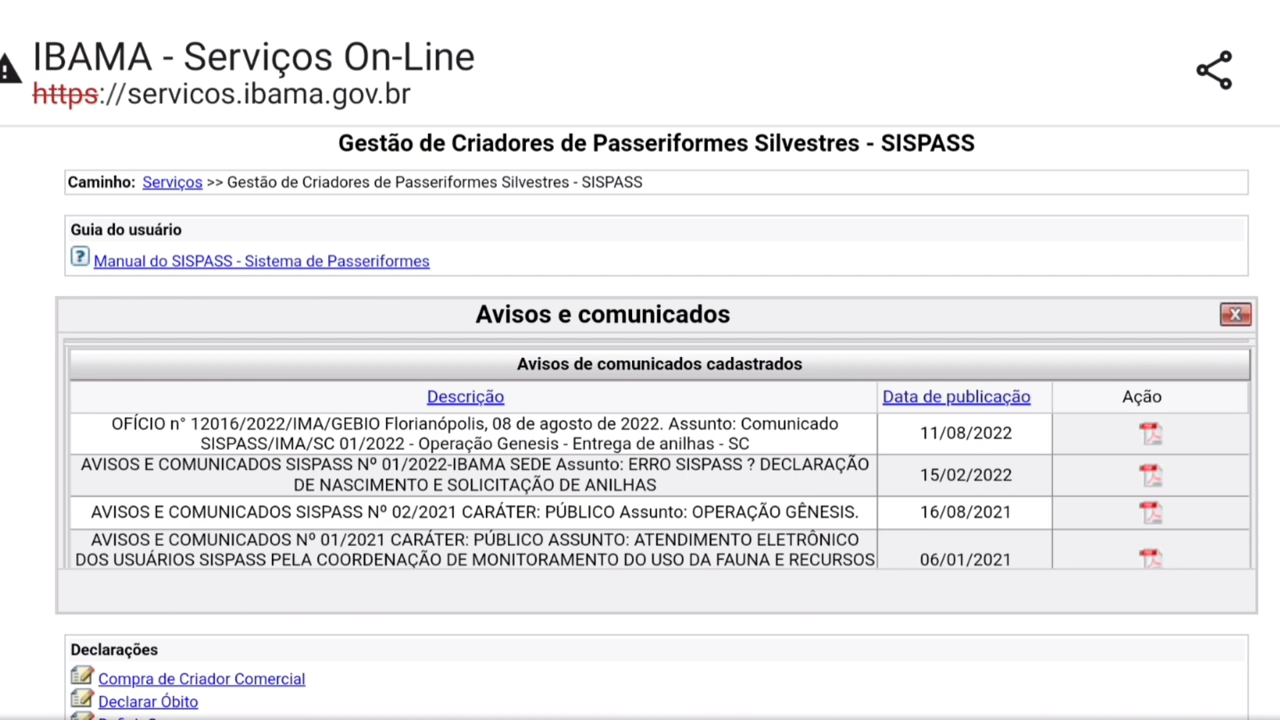 IBAMA - Serviços On-Line
https://servicos.ibama.gov.br
Gestão de Criadores de Passeriformes Silvestres - SISPASS
Caminho: Serviços >> Gestão de Criadores de Passeriformes Silvestres - SISPASS
Guia do usuário
Manual do SISPASS - Sistema de Passeriformes
Avisos e comunicados
Avisos de comunicados cadastrados
Descrição Data de publicação Ação
OFÍCIO n° 12016/2022/IMA/GEBIO Florianópolis, 08 de agosto de 2022. Assunto: Comunicado
SISPASS/IMA/SC 01/2022 - Operação Genesis - Entrega de anilhas - SC
11/08/2022
AVISOS E COMUNICADOS SISPASS Nº 01/2022-IBAMA SEDE Assunto: ERRO SISPASS ? DECLARAÇÃO
DE NASCIMENTO E SOLICITAÇÃO DE ANILHAS
15/02/2022
AVISOS E COMUNICADOS SISPASS Nº 02/2021 CARÁTER: PÚBLICO Assunto: OPERAÇÃO GÊNESIS.
16/08/2021
AVISOS E COMUNICADOS Nº 01/2021 CARÁTER: PÚBLICO ASSUNTO: ATENDIMENTO ELETRÔNICO
DOS USUÁRIOS SISPASS PELA COORDENAÇÃO DE MONITORAMENTO DO USO DA FAUNA E RECURSOS
06/01/2021
Declarações
Compra de Criador Comercial
Declarar Óbito